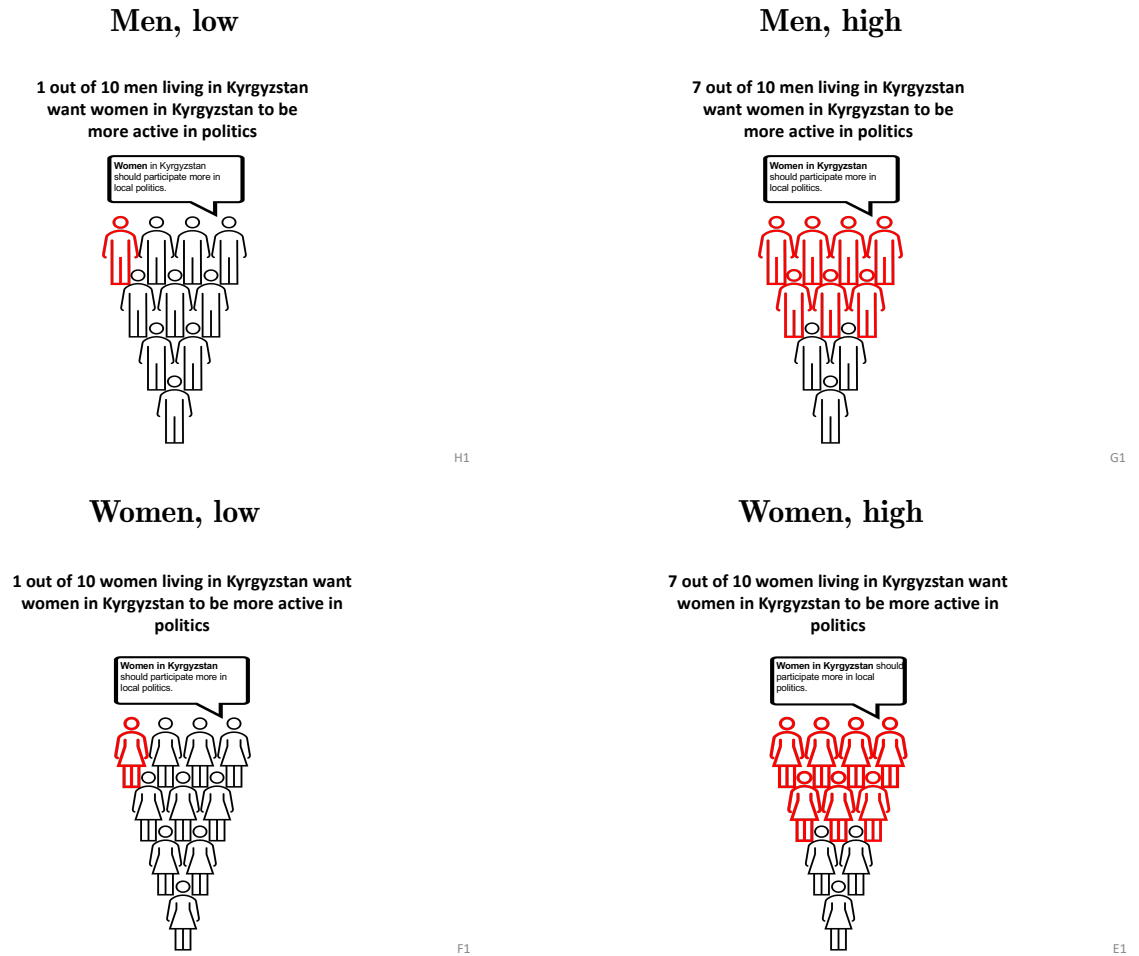 Men, low
1 out of 10 men living in Kyrgyzstan
want women in Kyrgyzstan to be
more active in politics
Women in Kyrgyzstan
should participate more in
local politics.
H1
Men, high
7 out of 10 men living in Kyrgyzstan
want women in Kyrgyzstan to be
more active in politics
Women in Kyrgyzstan
should participate more in
local politics.
G1
Women, low
1 out of 10 women living in Kyrgyzstan want
women in Kyrgyzstan to be more active in
politics
Women in Kyrgyzstan
should participate more in
local politics.
F1
Women, high
7 out of 10 women living in Kyrgyzstan want
women in Kyrgyzstan to be more active in
politics
Women in Kyrgyzstan should
participate more in local
politics.
E1